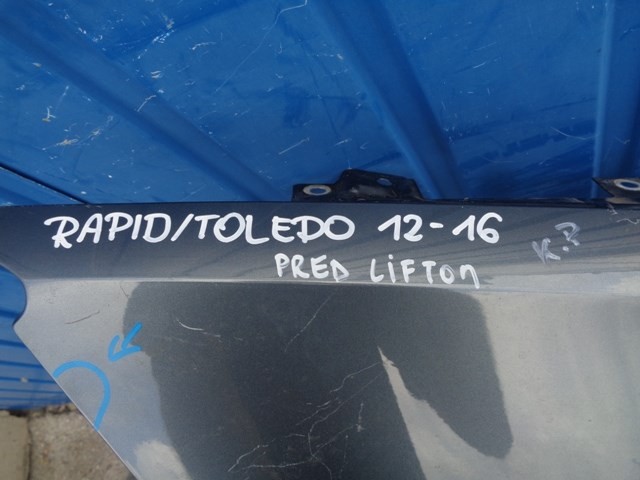 RAPID/TOLEDO 12-16
PRED LIFTOM
K.P